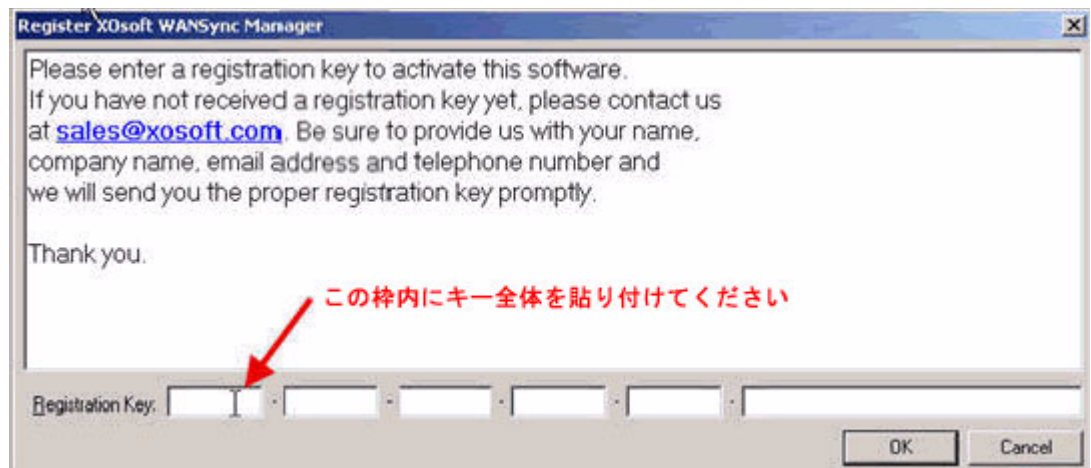 Register XOsoft WANSync Manager
Please enter a registration key to activate this software.
If you have not received a registration key yet, please contact us
at sales@xosoft.com. Be sure to provide us with your name,
company name, email address and telephone number and
we will send you the proper registration key promptly.
Thank you.
この枠内にキー全体を貼り付けてください
Registration Key:
OK
Cancel